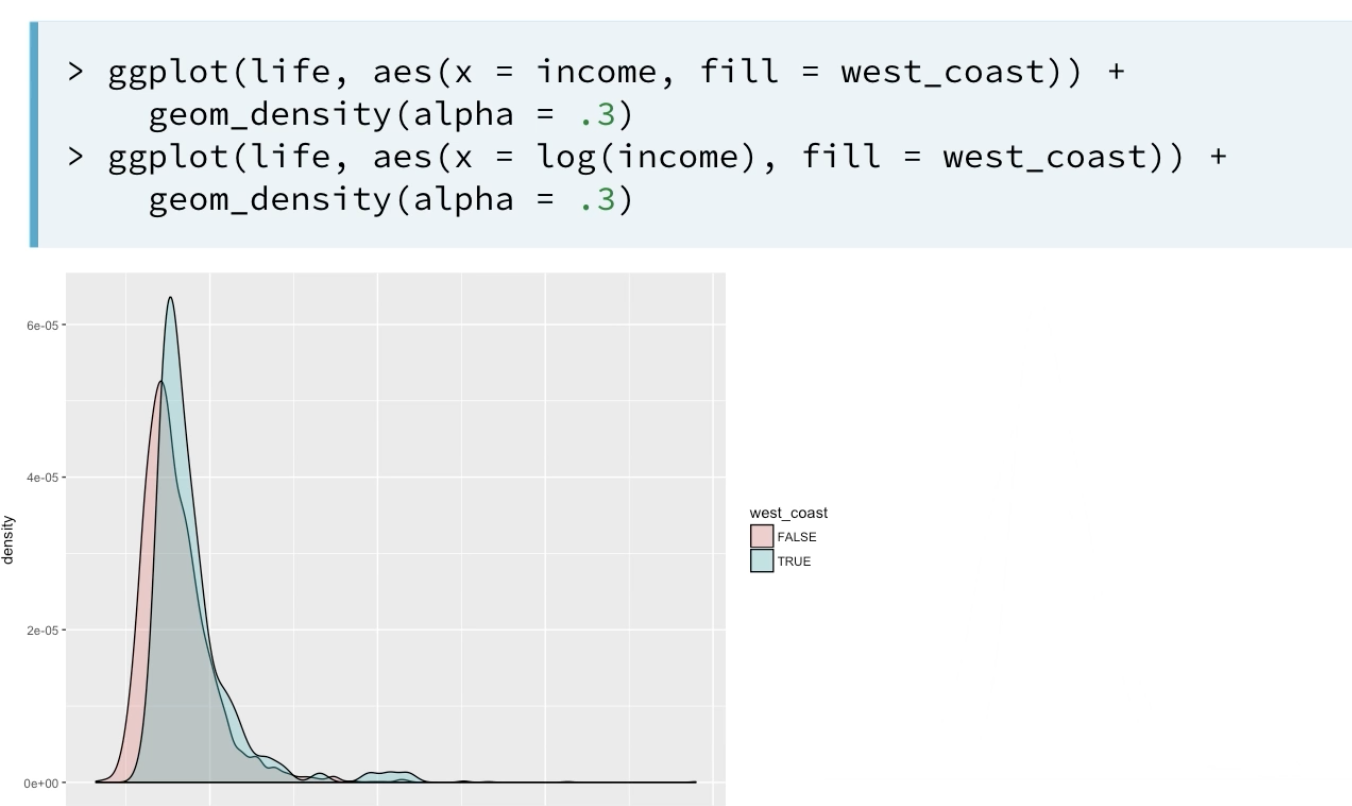 > ggplot(life, aes(x = income, fill = west_coast)) +
geom_density(alpha = .3)
> ggplot(life, aes(x = log(income), fill = west_coast)) +
geom_density(alpha = .3)
6e-05
4e-05
density
2e-05
0e+00
west_coast
FALSE
TRUE